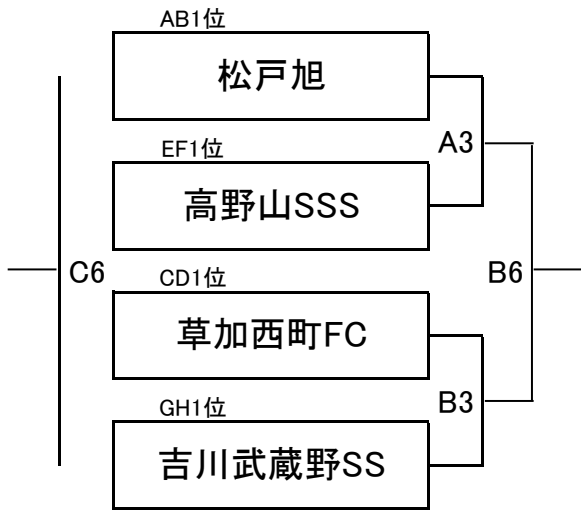 AB1位
松戸旭
A3
EF1位
高野山SSS
C6
B6
CD1位
草加西町FC
B3
GH1位
吉川武蔵野SS